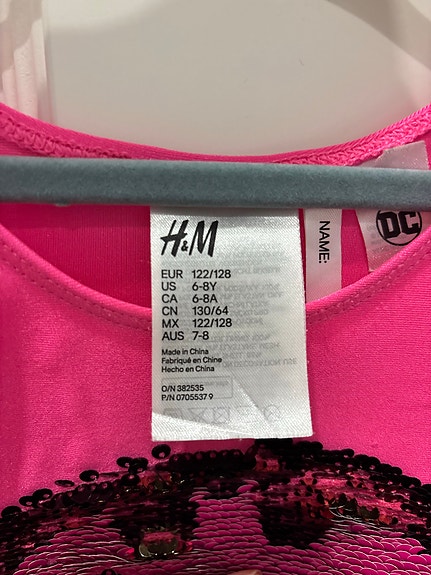 H&M
EUR 122/128
US 6-8Y
CA 6-8A
CN 130/64
MX 122/128
AUS 7-8
Made in China
Fabriqué en Chine
Hecho en China
O/N 382535
P/N 0705537 9
NAME:
DC